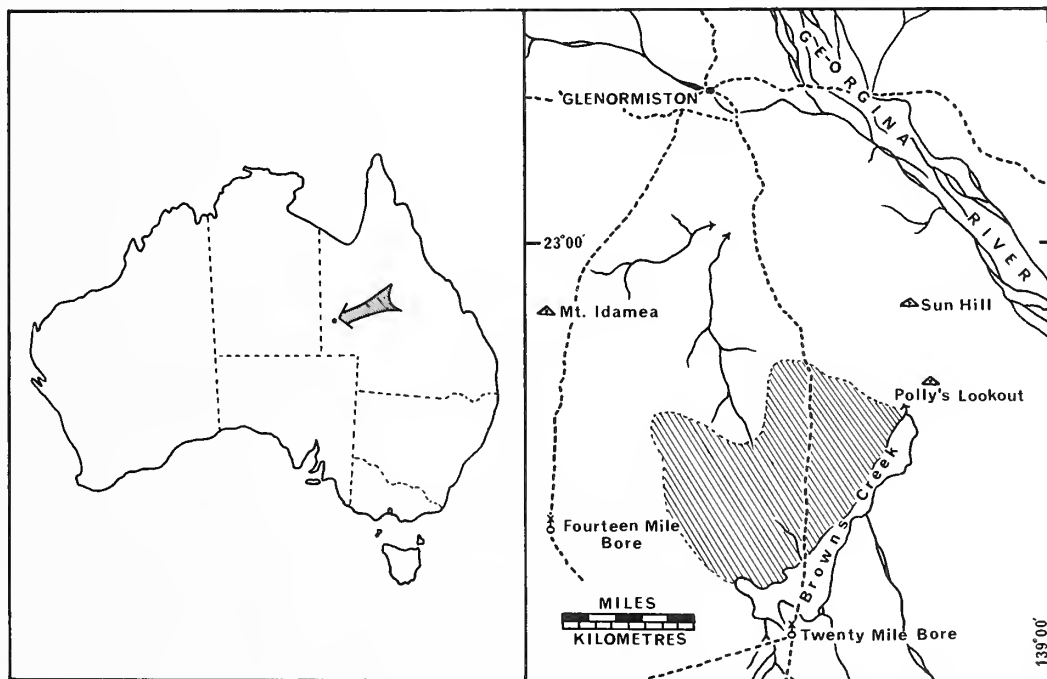 GEORGINA
RIVER
GLENORMISTON
23°00'
Mt. Idamea
Sun Hill
Polly's Lookout
Browns Creek
Fourteen Mile
Bore
MILES
KILOMETRES
Twenty Mile Bore
139°00'